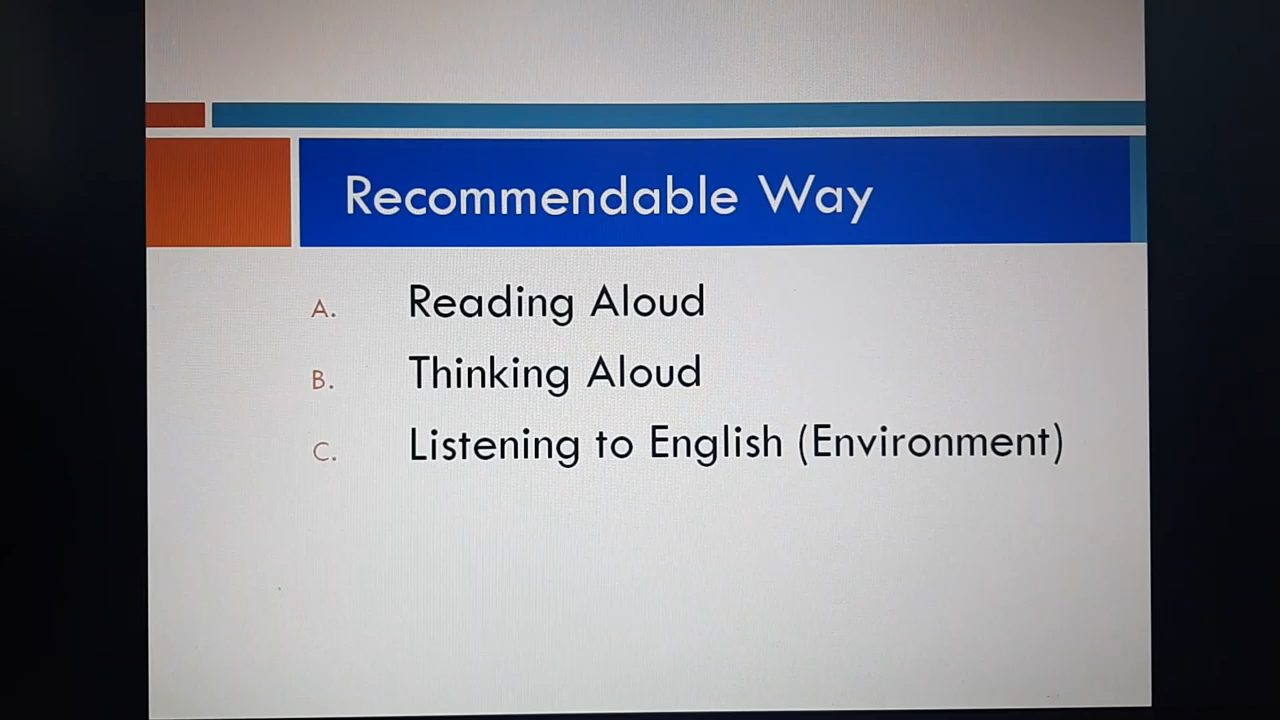 Recommendable Way
A. Reading Aloud
B. Thinking Aloud
C. Listening to English (Environment)